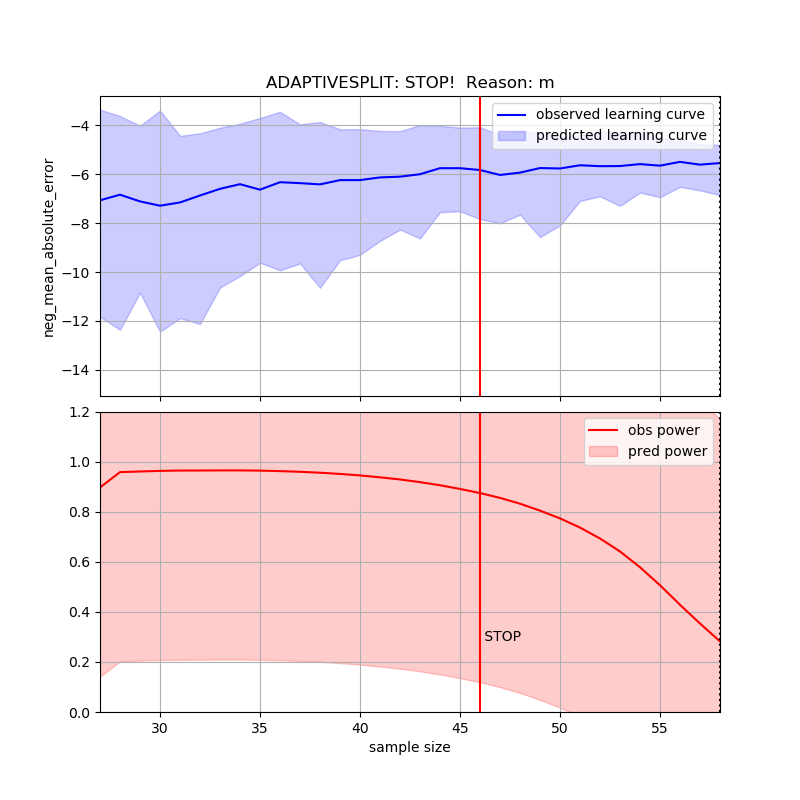 ADAPTIVESPLIT: STOP!  Reason: m
observed learning curve
predicted learning curve
neg_mean_absolute_error
−4
−6
−8
−10
−12
−14
obs power
pred power
STOP
1.2
1.0
0.8
0.6
0.4
0.2
0.0
30 35 40 45 50 55
sample size